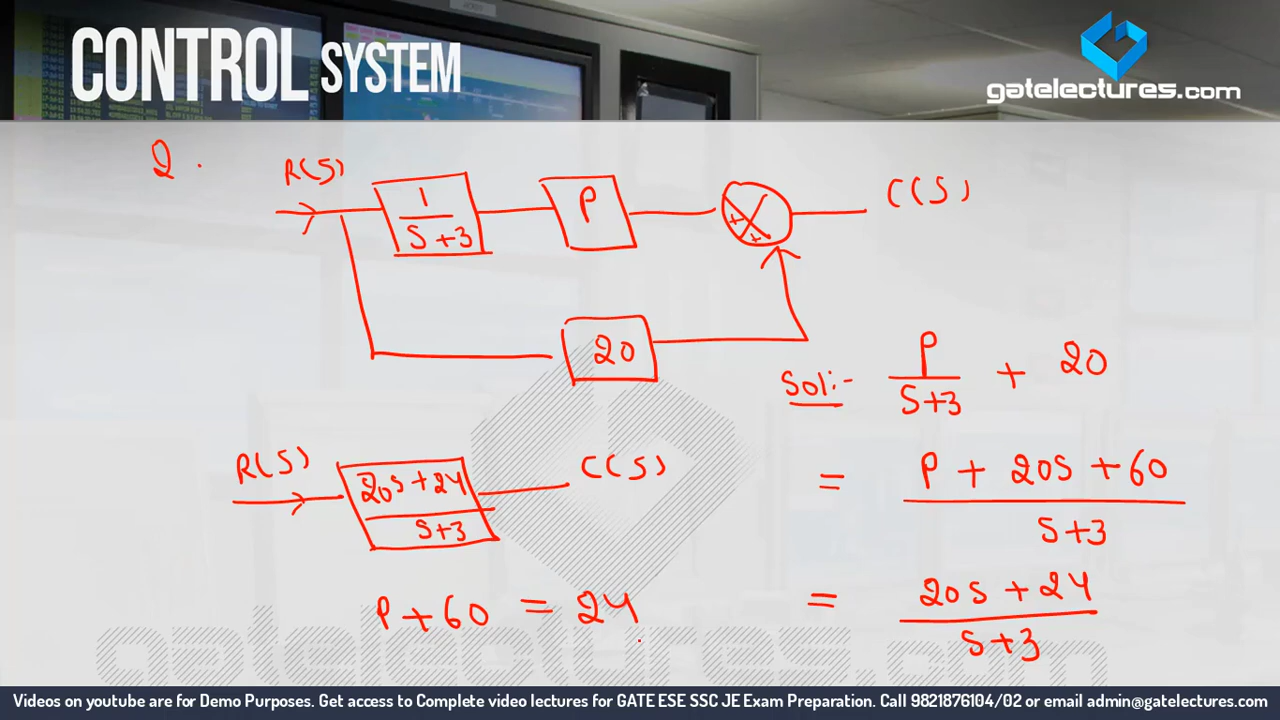 CONTROL SYSTEM
gatelectures.com
Q.
R(S)
1
S+3
P
+
+
C(S)
20
Sol:- P/S+3 + 20
R(S)
20S+24
S+3
C(S)
= P + 20S + 60
S+3
P + 60 = 24
= 20S + 24
S+3
gatelectures.com
Videos on youtube are for Demo Purposes. Get access to Complete video lectures for GATE ESE SSC JE Exam Preparation. Call 9821876104/02 or email admin@gatelectures.com